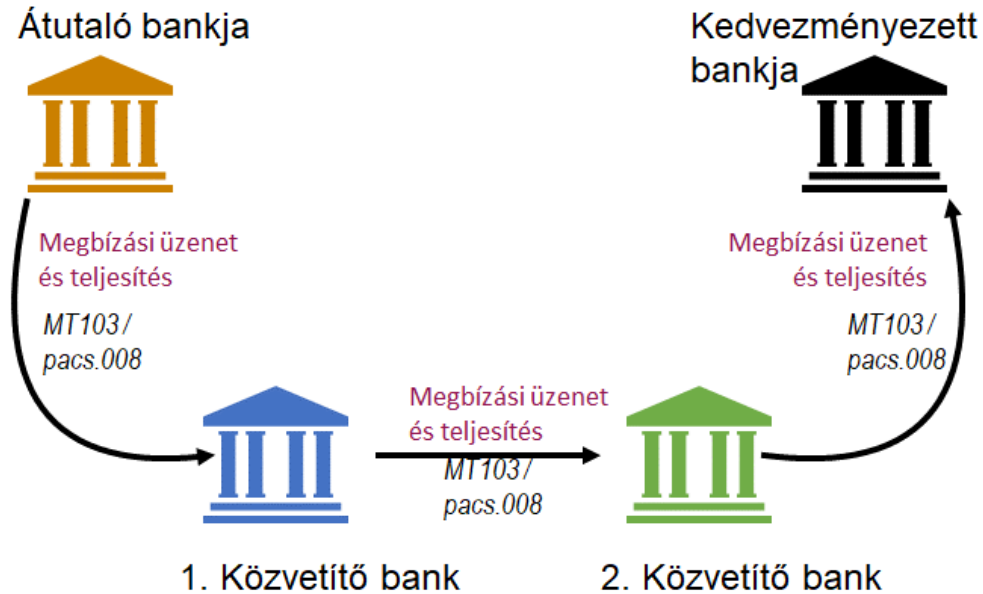 Átutaló bankja
Kedvezményezett
bankja
Megbízási üzenet
és teljesítés
MT103/
pacs.008
Megbízási üzenet
és teljesítés
MT103/
pacs.008
Megbízási üzenet
és teljesítés
MT103/
pacs.008
1. Közvetítő bank
2. Közvetítő bank